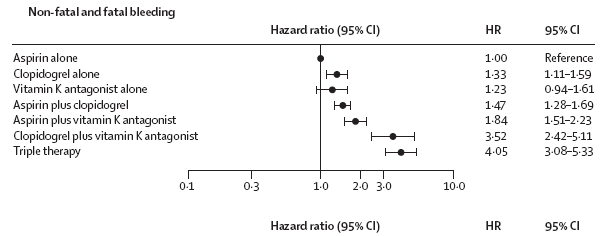 Non-fatal and fatal bleeding
Hazard ratio (95% CI) HR 95% CI
Aspirin alone 1·00 Reference
Clopidogrel alone 1·33 1·11–1·59
Vitamin K antagonist alone 1·23 0·94–1·61
Aspirin plus clopidogrel 1·47 1·28–1·69
Aspirin plus vitamin K antagonist 1·84 1·51–2·23
Clopidogrel plus vitamin K antagonist 3·52 2·42–5·11
Triple therapy 4·05 3·08–5·33
0·1 0·3 1·0 2·0 3·0 10·0
Hazard ratio (95% CI) HR 95% CI